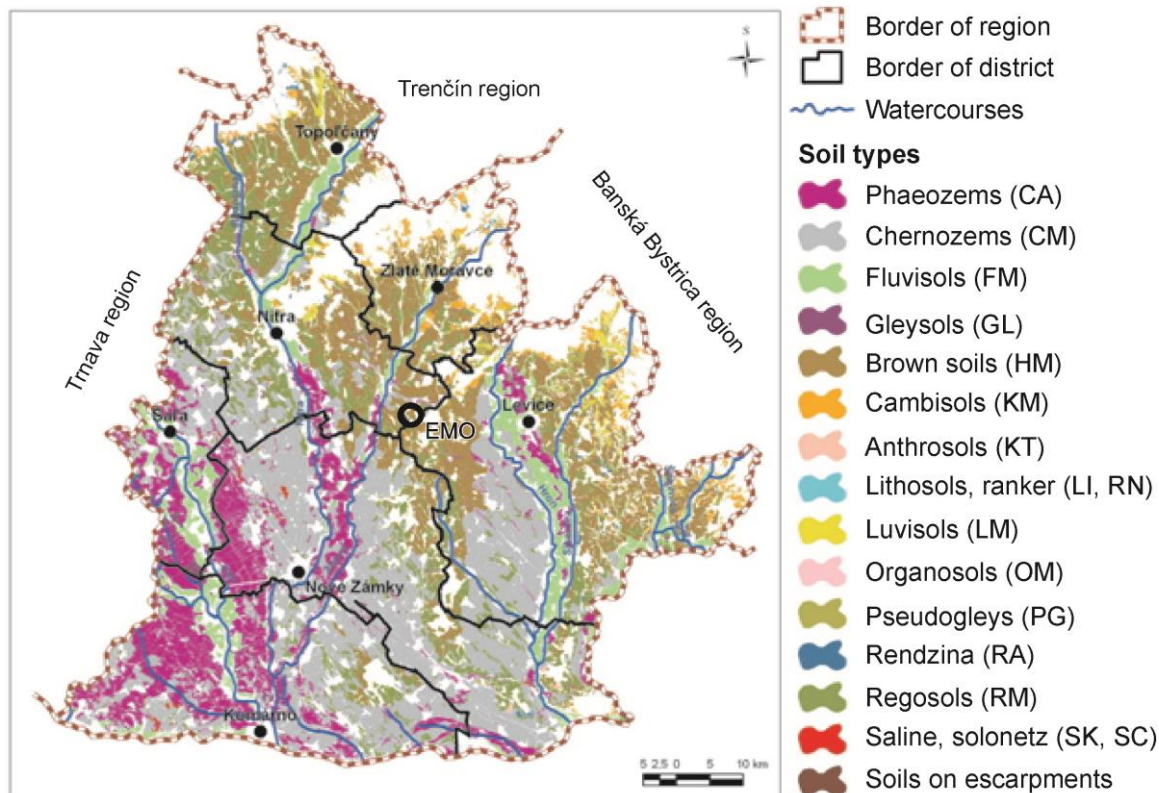 S
Trenčín region
Topoľčany
Banská Bystrica region
Zlaté Moravce
Trnava region
Nitra
Šaľa
Levice
EMO
Nové Zámky
Komárno
5 2,5 0 5 10 km
Border of region
Border of district
Watercourses
Soil types
Phaeozems (CA)
Chernozems (CM)
Fluvisols (FM)
Gleysols (GL)
Brown soils (HM)
Cambisols (KM)
Anthrosols (KT)
Lithosols, ranker (LI, RN)
Luvisols (LM)
Organosols (OM)
Pseudogleys (PG)
Rendzina (RA)
Regosols (RM)
Saline, solonetz (SK, SC)
Soils on escarpments